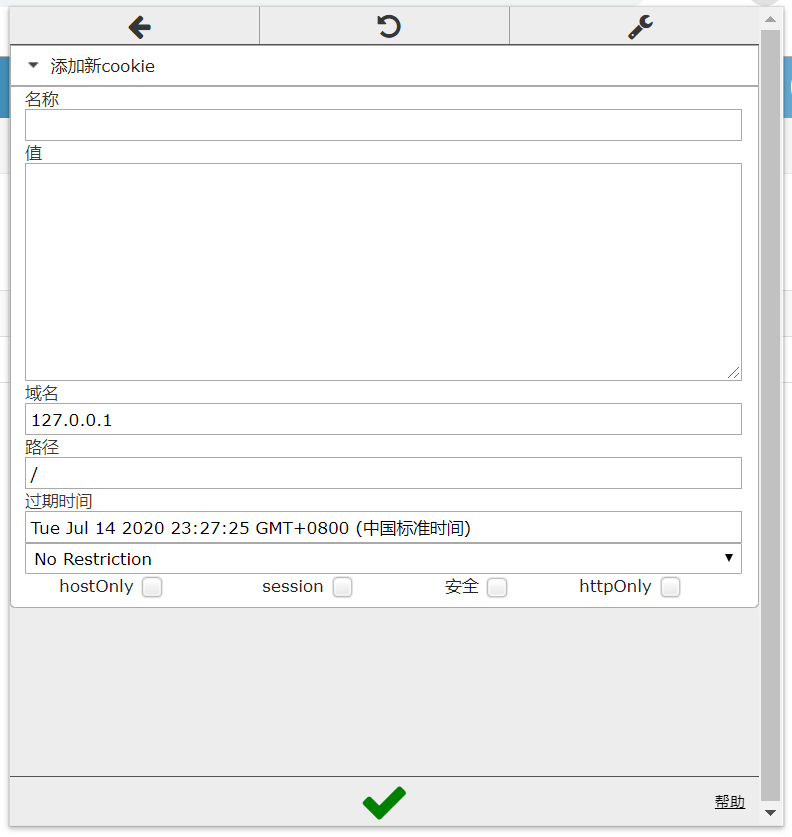 添加新cookie
名称
值
域名
127.0.0.1
路径
/
过期时间
Tue Jul 14 2020 23:27:25 GMT+0800 (中国标准时间)
No Restriction
hostOnly session 安全 httpOnly
帮助